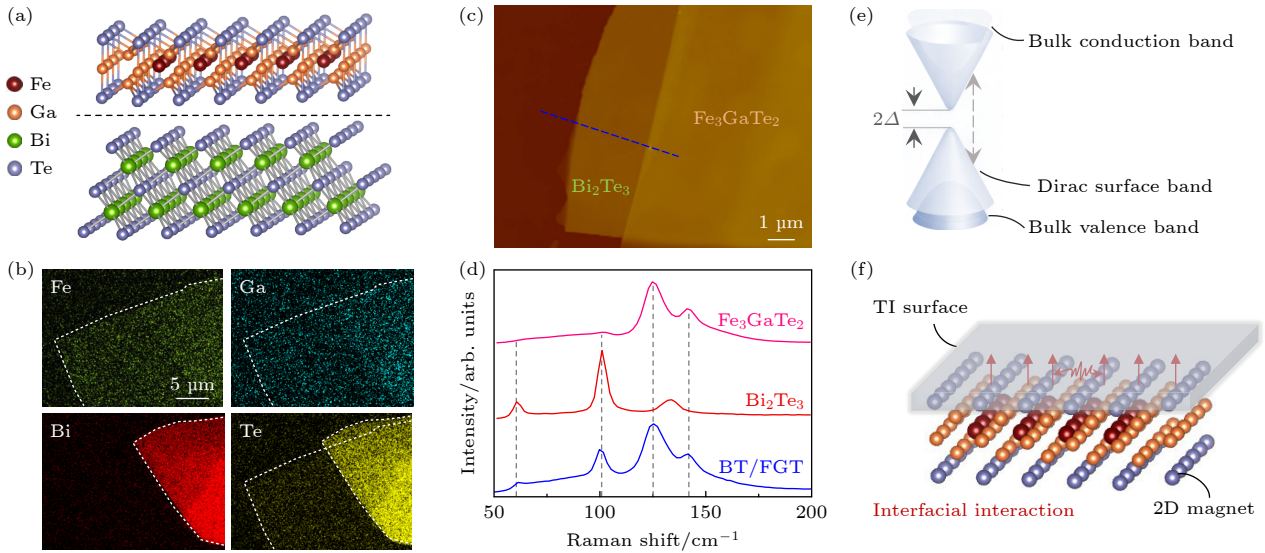 (a)
Fe
Ga
Bi
Te
(b)
Fe
Ga
5 µm
Bi
Te
(c)
Fe₃GaTe₂
Bi₂Te₃
1 µm
(d)
Intensity/arb. units
Fe₃GaTe₂
Bi₂Te₃
BT/FGT
50 100 150 200
Raman shift/cm⁻¹
(e)
Bulk conduction band
2Δ
Dirac surface band
Bulk valence band
(f)
TI surface
Interfacial interaction
2D magnet